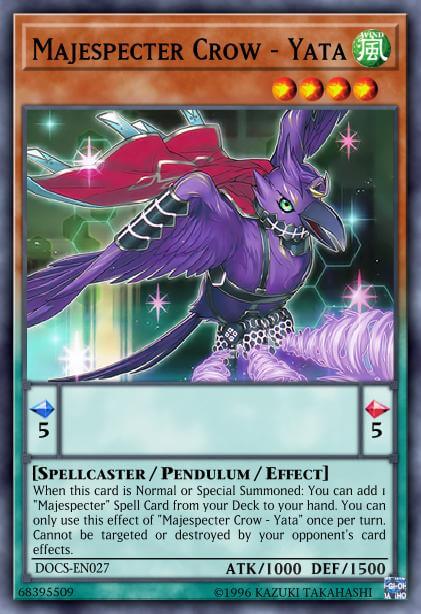 Majespecter Crow - Yata
WIND
風
5
5
[Spellcaster / Pendulum / Effect]
When this card is Normal or Special Summoned: You can add 1
"Majespecter" Spell Card from your Deck to your hand. You can
only use this effect of "Majespecter Crow - Yata" once per turn.
Cannot be targeted or destroyed by your opponent's card
effects.
DOCS-EN027
ATK/1000 DEF/1500
68395509
©1996 KAZUKI TAKAHASHI